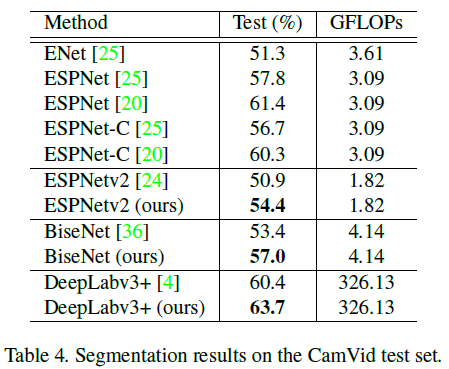 Method Test (%) GFLOPs
ENet [25] 51.3 3.61
ESPNet [25] 57.8 3.09
ESPNet [20] 61.4 3.09
ESPNet-C [25] 56.7 3.09
ESPNet-C [20] 60.3 3.09
ESPNetv2 [24] 50.9 1.82
ESPNetv2 (ours) 54.4 1.82
BiseNet [36] 53.4 4.14
BiseNet (ours) 57.0 4.14
DeepLabv3+ [4] 60.4 326.13
DeepLabv3+ (ours) 63.7 326.13
Table 4. Segmentation results on the CamVid test set.